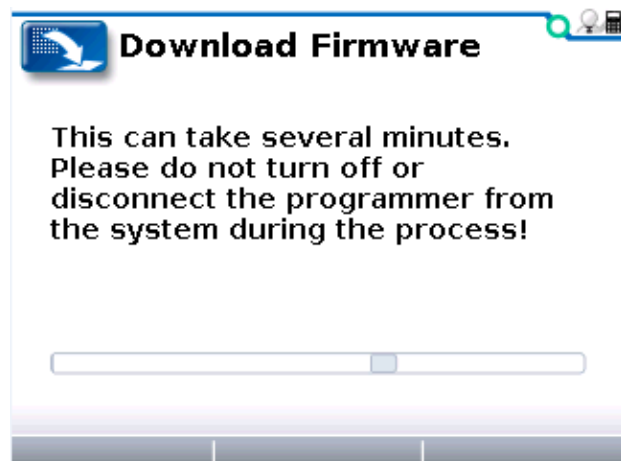 Download Firmware
This can take several minutes.
Please do not turn off or
disconnect the programmer from
the system during the process!